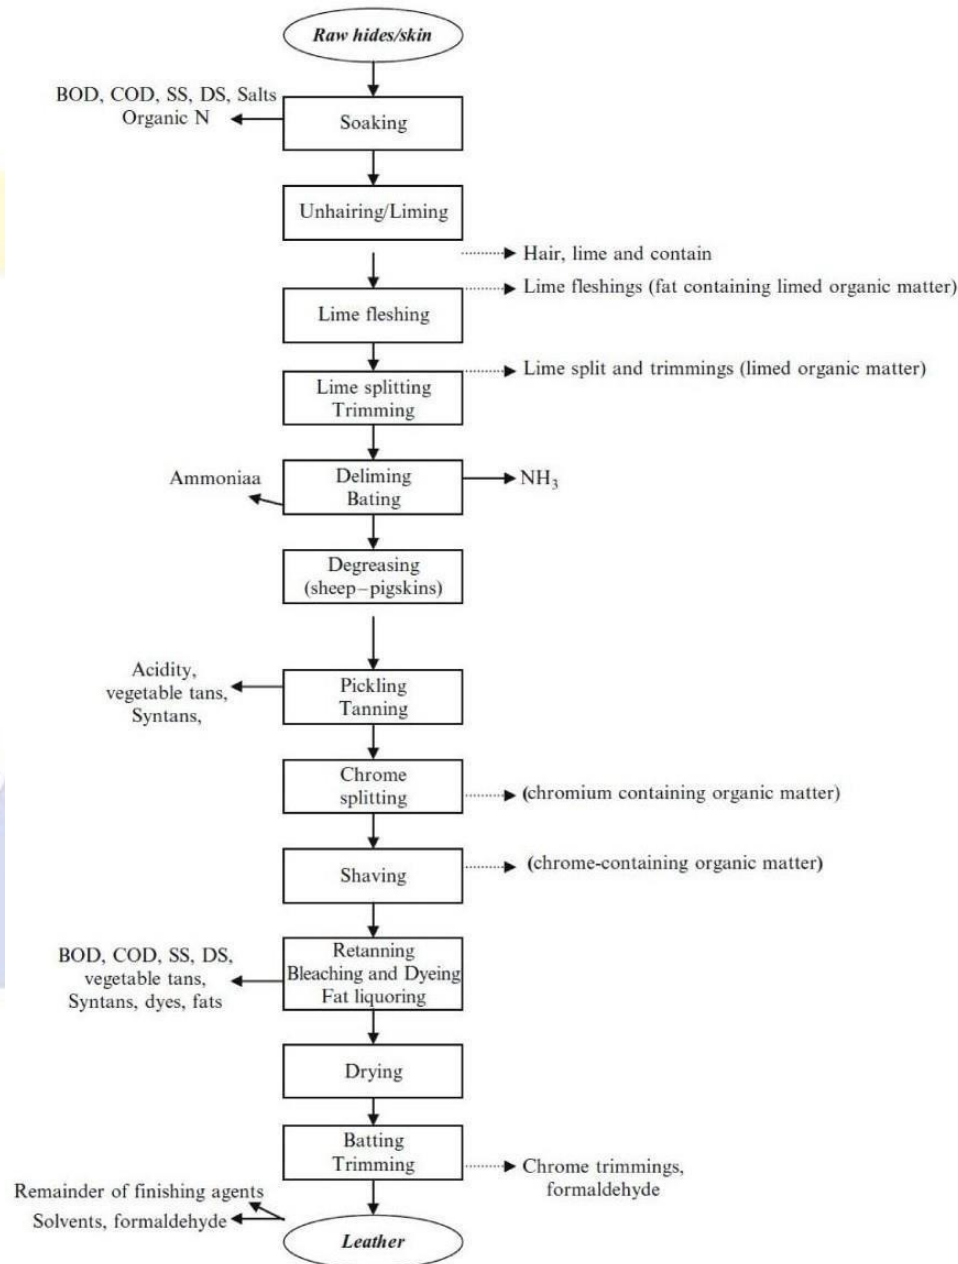 Raw hides/skin
BOD, COD, SS, DS, Salts
Organic N
Soaking
Unhairing/Liming
Hair, lime and contain
Lime fleshings (fat containing limed organic matter)
Lime fleshing
Lime split and trimmings (limed organic matter)
Lime splitting
Trimming
Ammoniaa
Deliming
Bating
NH₃
Degreasing
(sheep–pigskins)
Acidity,
vegetable tans,
Syntans,
Pickling
Tanning
Chrome
splitting
(chromium containing organic matter)
Shaving
(chrome-containing organic matter)
BOD, COD, SS, DS,
vegetable tans,
Syntans, dyes, fats
Retanning
Bleaching and Dyeing
Fat liquoring
Drying
Batting
Trimming
Chrome trimmings,
formaldehyde
Remainder of finishing agents
Solvents, formaldehyde
Leather